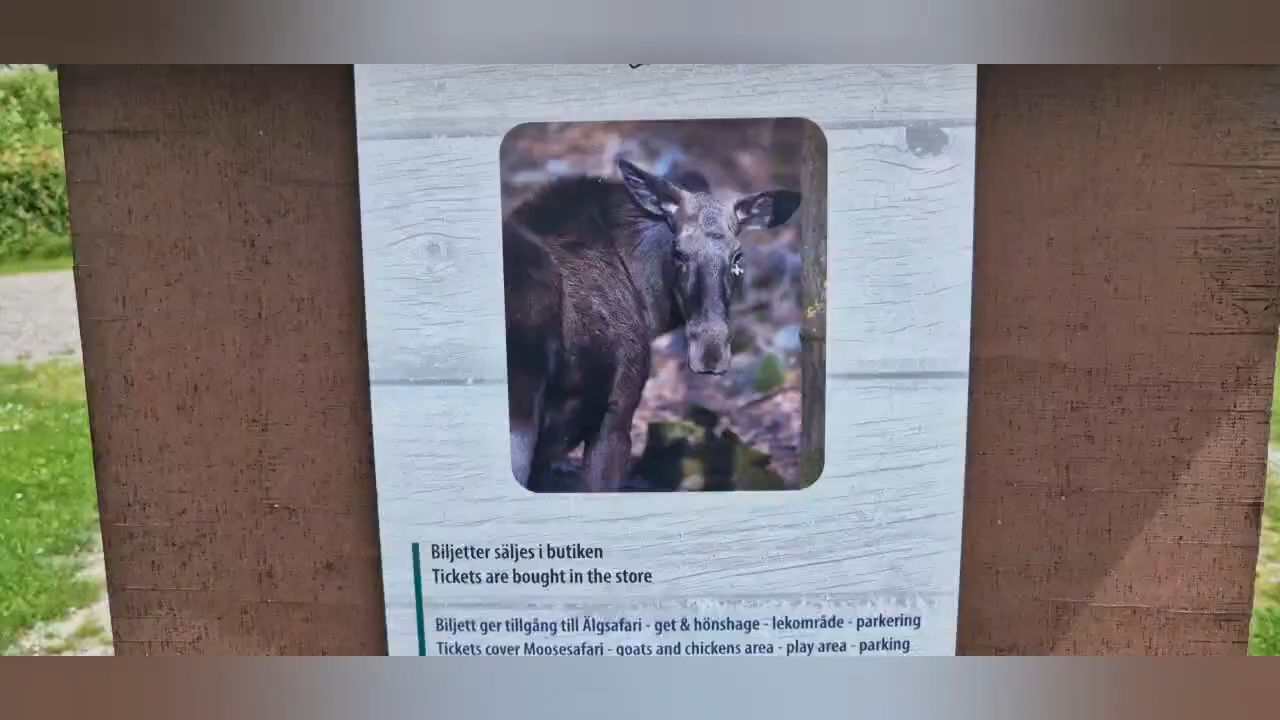 Biljetter säljes i butiken
Tickets are bought in the store
Biljett ger tillgång till Älgsafari - get & hönshage - lekområde - parkering
Tickets cover Moosesafari - goats and chickens area - play area - parking